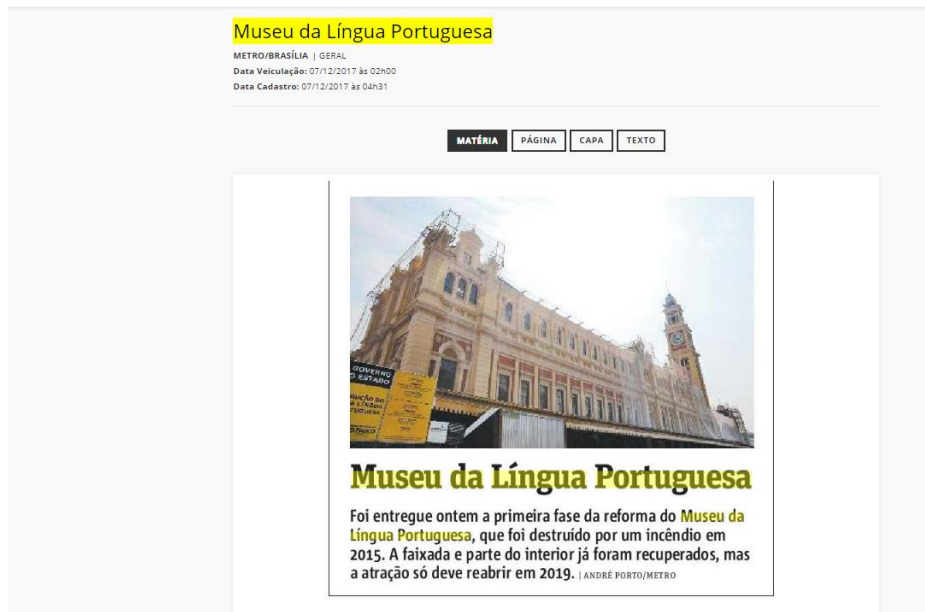 Museu da Língua Portuguesa
METRO/BRASÍLIA | GERAL
Data Veiculação: 07/12/2017 às 02h00
Data Cadastro: 07/12/2017 às 04h31
MATÉRIA PÁGINA CAPA TEXTO
GOVERNO
O ESTADO
Museu da Língua Portuguesa
Foi entregue ontem a primeira fase da reforma do Museu da
Língua Portuguesa, que foi destruído por um incêndio em
2015. A faixada e parte do interior já foram recuperados, mas
a atração só deve reabrir em 2019. | ANDRÉ PORTO/METRO